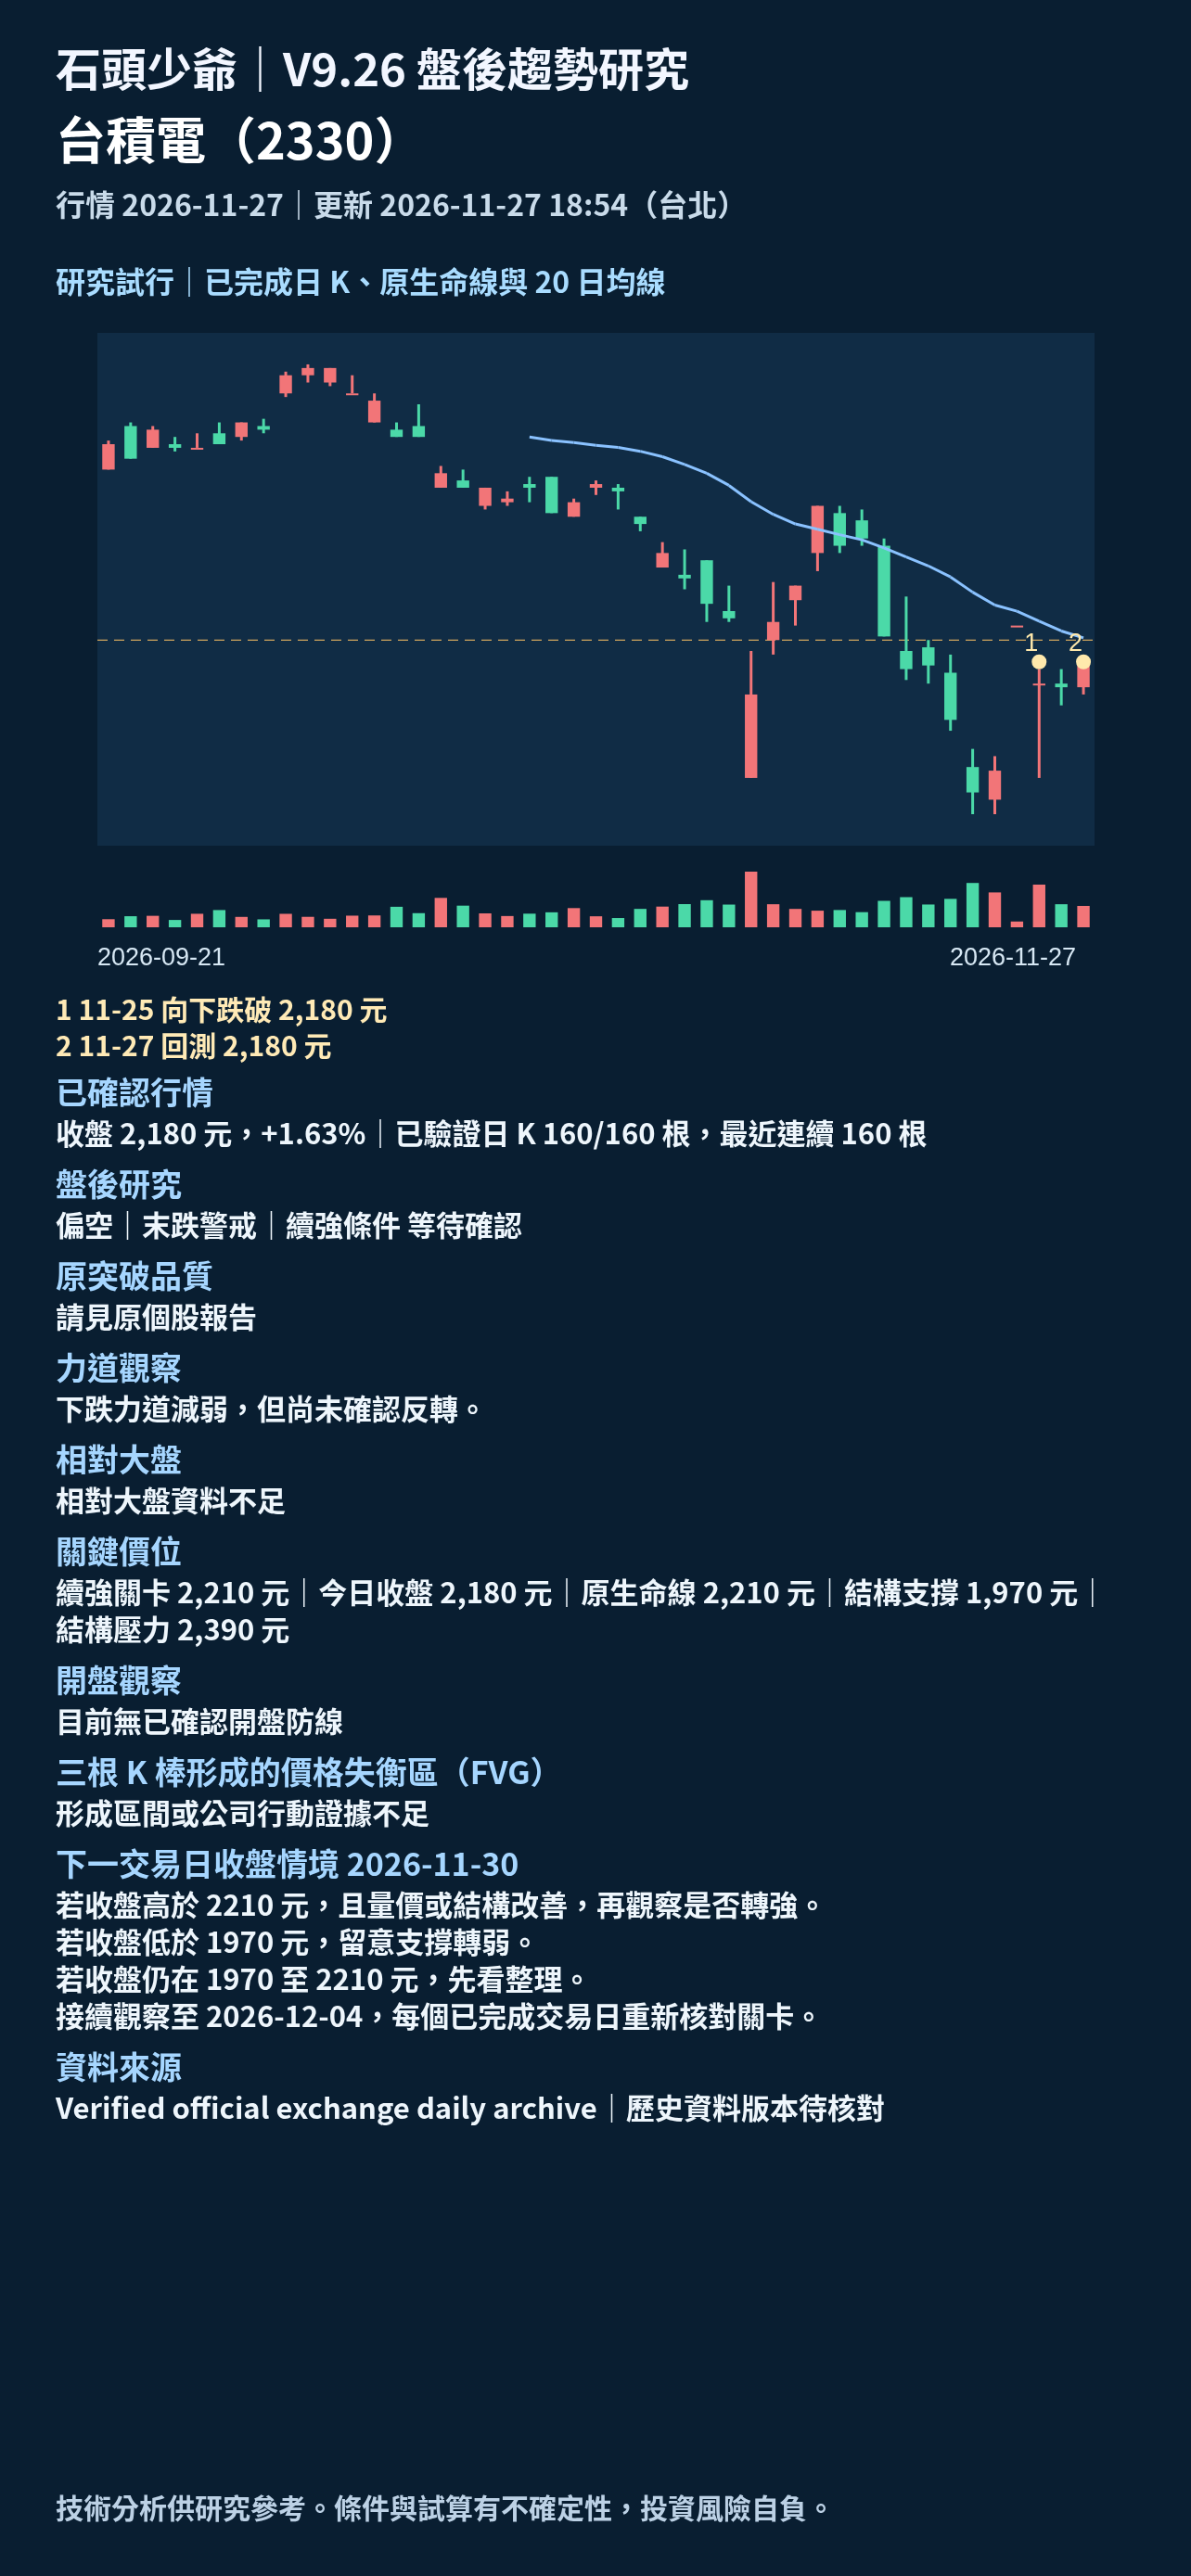 石頭少爺｜V9.26 盤後趨勢研究
台積電（2330）
行情 2026-11-27｜更新 2026-11-27 18:54（台北）
研究試行｜已完成日 K、原生命線與 20 日均線
1 2
2026-09-21 2026-11-27
1 11-25 向下跌破 2,180 元
2 11-27 回測 2,180 元
已確認行情
收盤 2,180 元，+1.63%｜已驗證日 K 160/160 根，最近連續 160 根
盤後研究
偏空｜末跌警戒｜續強條件 等待確認
原突破品質
請見原個股報告
力道觀察
下跌力道減弱，但尚未確認反轉。
相對大盤
相對大盤資料不足
關鍵價位
續強關卡 2,210 元｜今日收盤 2,180 元｜原生命線 2,210 元｜結構支撐 1,970 元｜
結構壓力 2,390 元
開盤觀察
目前無已確認開盤防線
三根 K 棒形成的價格失衡區（FVG）
形成區間或公司行動證據不足
下一交易日收盤情境 2026-11-30
若收盤高於 2210 元，且量價或結構改善，再觀察是否轉強。
若收盤低於 1970 元，留意支撐轉弱。
若收盤仍在 1970 至 2210 元，先看整理。
接續觀察至 2026-12-04，每個已完成交易日重新核對關卡。
資料來源
Verified official exchange daily archive｜歷史資料版本待核對
技術分析供研究參考。條件與試算有不確定性，投資風險自負。